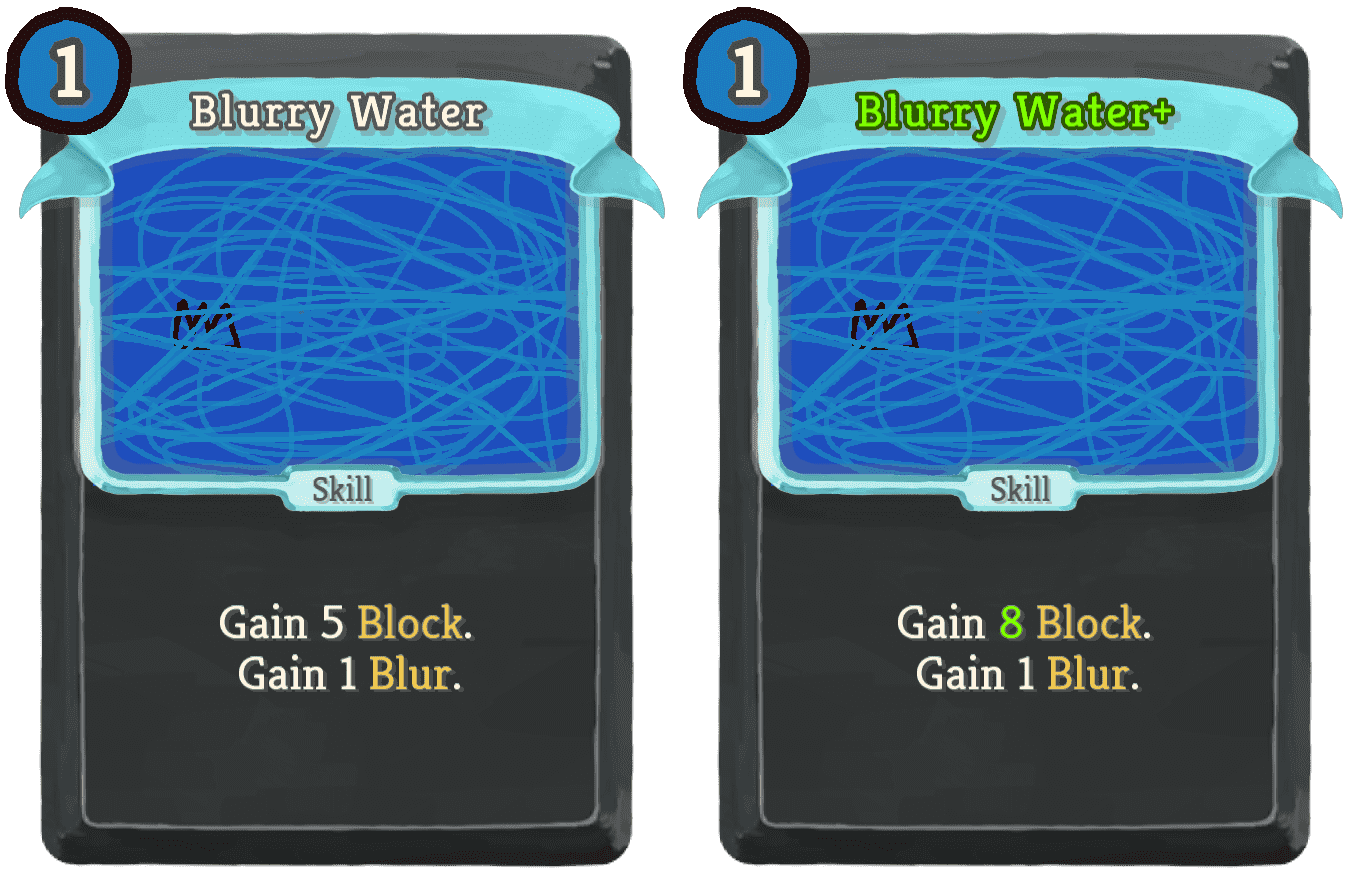 1
Blurry Water
Skill
Gain 5 Block.
Gain 1 Blur.
1
Blurry Water+
Skill
Gain 8 Block.
Gain 1 Blur.